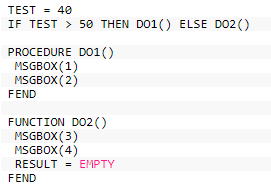 TEST = 40
IF TEST > 50 THEN DO1() ELSE DO2()
PROCEDURE DO1()
MSGBOX(1)
MSGBOX(2)
FEND
FUNCTION DO2()
MSGBOX(3)
MSGBOX(4)
RESULT = EMPTY
FEND